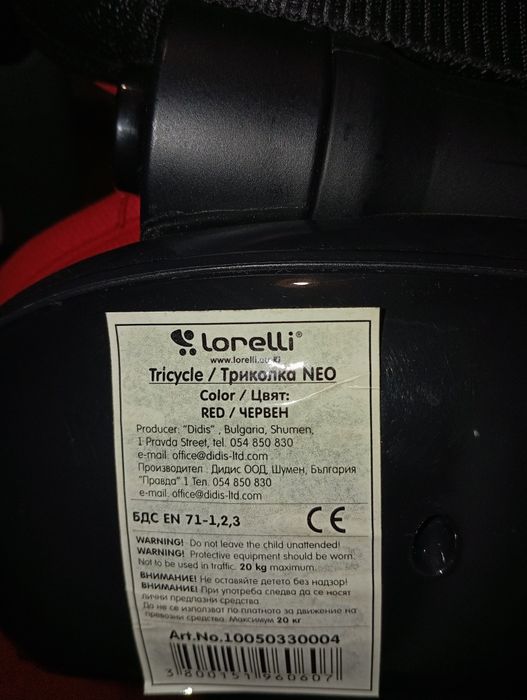 lorelli®
Tricycle / Триколка NEO
Color / Цвят:
RED / ЧЕРВЕН
Producer: "Didis" , Bulgaria, Shumen,
1 Pravda Street, tel. 054 850 830
e-mail: office@didis-ltd.com
Производител : Дидис ООД, Шумен, България
"Правда" 1 Тел. 054 850 830
e-mail: office@didis-ltd.com
БДС EN 71-1,2,3
CE
WARNING! Do not leave the child unattended!
WARNING! Protective equipment should be worn.
Not to be used in traffic. 20 kg maximum.
ВНИМАНИЕ! Не оставяйте детето без надзор!
ВНИМАНИЕ! При употреба следва да се носят
лични предпазни средства.
Да не се използват по платното за движение на
превозни средства. Максимум 20 кг
Art.No.10050330004
3 800151 960607